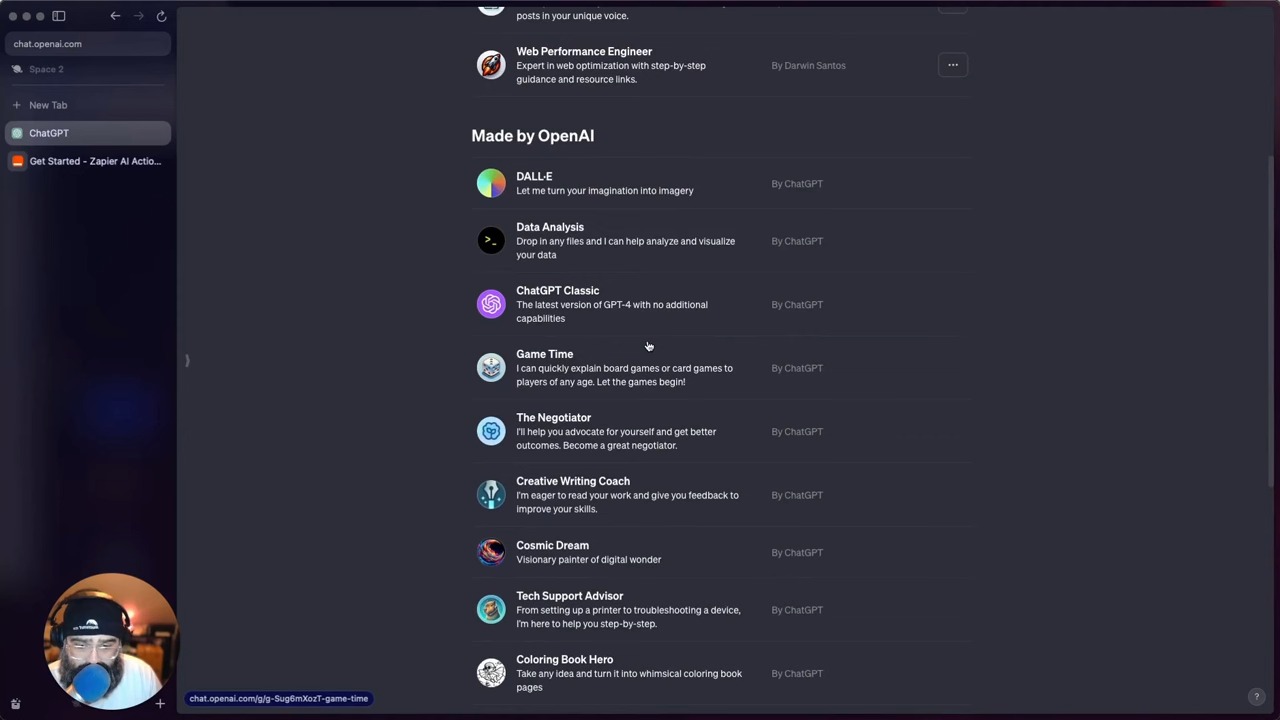 chat.openai.com
Space 2
New Tab
ChatGPT
Get Started - Zapier AI Actio...
posts in your unique voice.
Web Performance Engineer
Expert in web optimization with step-by-step
guidance and resource links.
By Darwin Santos
Made by OpenAI
DALL·E
Let me turn your imagination into imagery
By ChatGPT
Data Analysis
Drop in any files and I can help analyze and visualize
your data
By ChatGPT
ChatGPT Classic
The latest version of GPT-4 with no additional
capabilities
By ChatGPT
Game Time
I can quickly explain board games or card games to
players of any age. Let the games begin!
By ChatGPT
The Negotiator
I'll help you advocate for yourself and get better
outcomes. Become a great negotiator.
By ChatGPT
Creative Writing Coach
I'm eager to read your work and give you feedback to
improve your skills.
By ChatGPT
Cosmic Dream
Visionary painter of digital wonder
By ChatGPT
Tech Support Advisor
From setting up a printer to troubleshooting a device,
I'm here to help you step-by-step.
By ChatGPT
Coloring Book Hero
Take any idea and turn it into whimsical coloring book
pages
By ChatGPT
chat.openai.com/g/g-Sug6mXozT-game-time
?